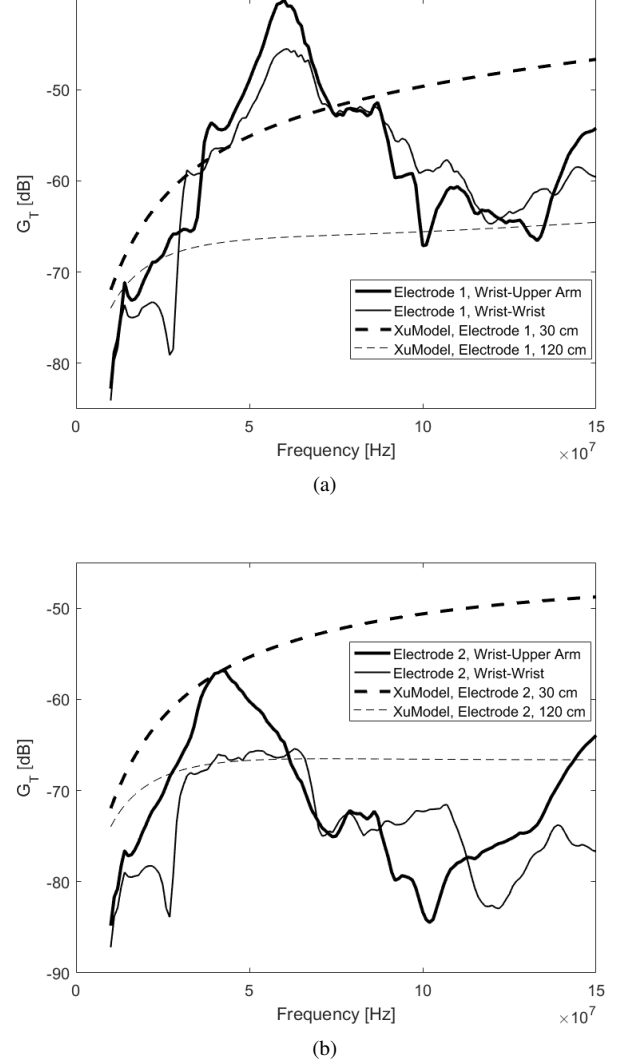 -50
-60
-70
-80
G_T [dB]
Electrode 1, Wrist-Upper Arm
Electrode 1, Wrist-Wrist
XuModel, Electrode 1, 30 cm
XuModel, Electrode 1, 120 cm
0 5 10 15
Frequency [Hz]
×10^7
(a)
-50
-60
-70
-80
-90
G_T [dB]
Electrode 2, Wrist-Upper Arm
Electrode 2, Wrist-Wrist
XuModel, Electrode 2, 30 cm
XuModel, Electrode 2, 120 cm
0 5 10 15
Frequency [Hz]
×10^7
(b)